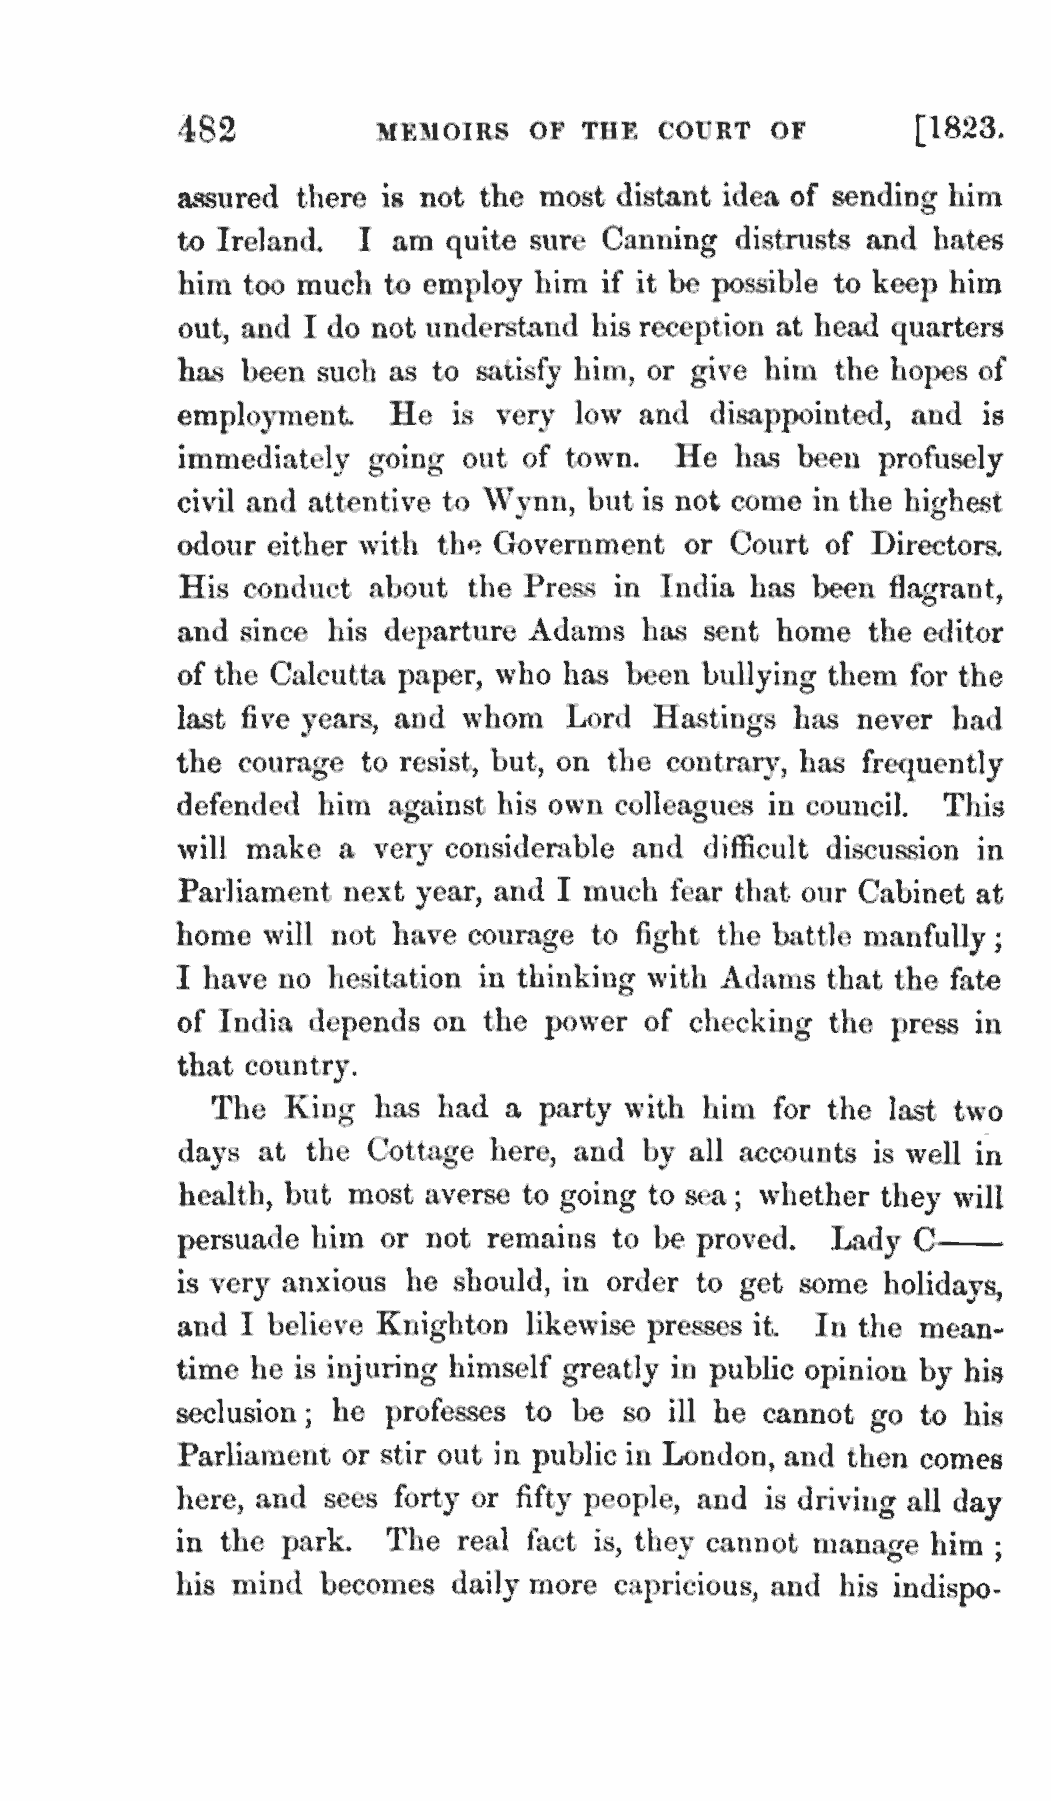 482 MEMOIRS OF THE COURT OF [1823.
assured there is not the most distant idea of sending him
to Ireland. I am quite sure Canning distrusts and hates
him too much to employ him if it be possible to keep him
out, and I do not understand his reception at head quarters
has been such as to satisfy him, or give him the hopes of
employment. He is very low and disappointed, and is
immediately going out of town. He has been profusely
civil and attentive to Wynn, but is not come in the highest
odour either with the Government or Court of Directors.
His conduct about the Press in India has been flagrant,
and since his departure Adams has sent home the editor
of the Calcutta paper, who has been bullying them for the
last five years, and whom Lord Hastings has never had
the courage to resist, but, on the contrary, has frequently
defended him against his own colleagues in council. This
will make a very considerable and difficult discussion in
Parliament next year, and I much fear that our Cabinet at
home will not have courage to fight the battle manfully;
I have no hesitation in thinking with Adams that the fate
of India depends on the power of checking the press in
that country.
The King has had a party with him for the last two
days at the Cottage here, and by all accounts is well in
health, but most averse to going to sea; whether they will
persuade him or not remains to be proved. Lady C——
is very anxious he should, in order to get some holidays,
and I believe Knighton likewise presses it. In the mean-
time he is injuring himself greatly in public opinion by his
seclusion; he professes to be so ill he cannot go to his
Parliament or stir out in public in London, and then comes
here, and sees forty or fifty people, and is driving all day
in the park. The real fact is, they cannot manage him;
his mind becomes daily more capricious, and his indispo-